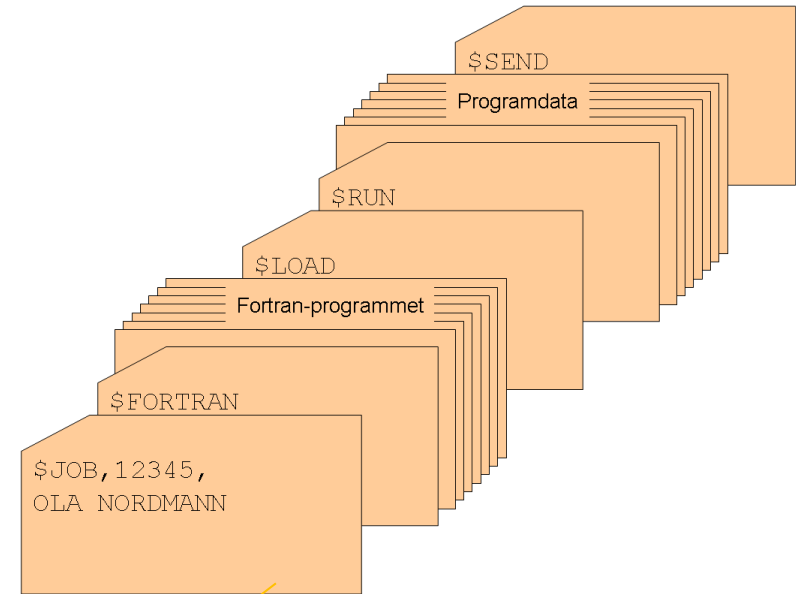 $SEND
Programdata
$RUN
$LOAD
Fortran-programmet
$FORTRAN
$JOB,12345,
OLA NORDMANN